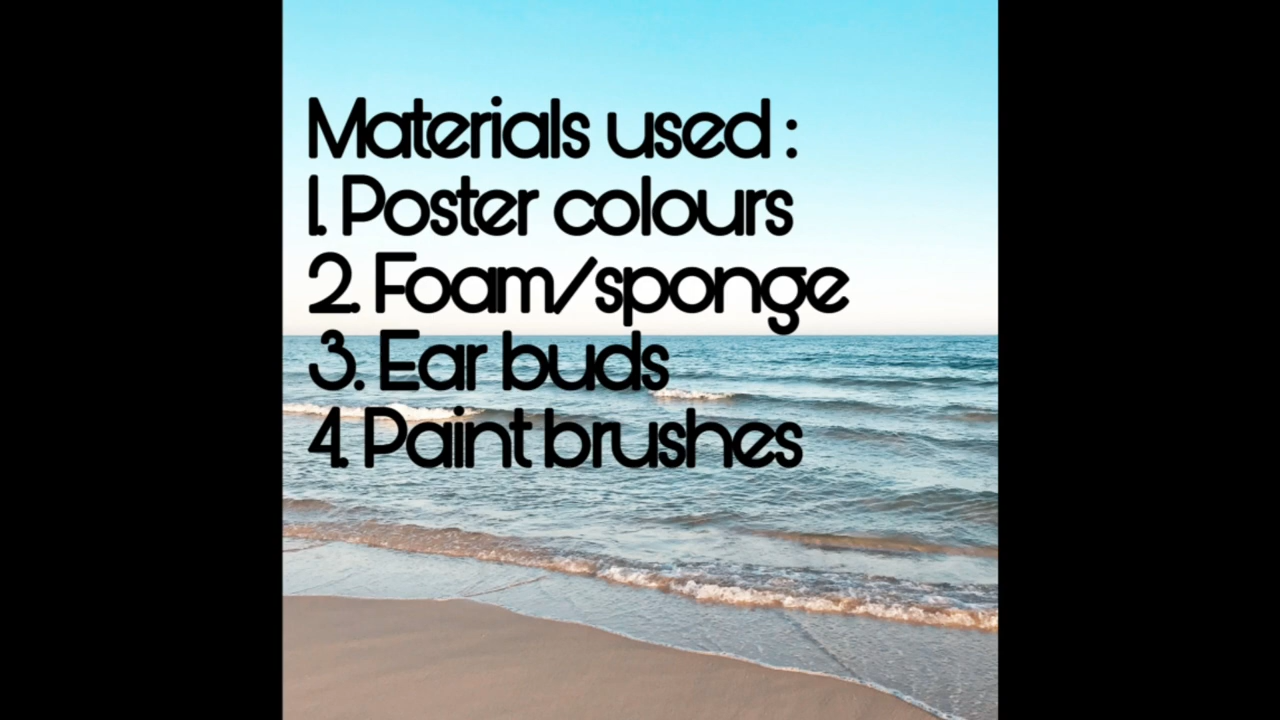 Materials used :
1. Poster colours
2. Foam/sponge
3. Ear buds
4. Paint brushes